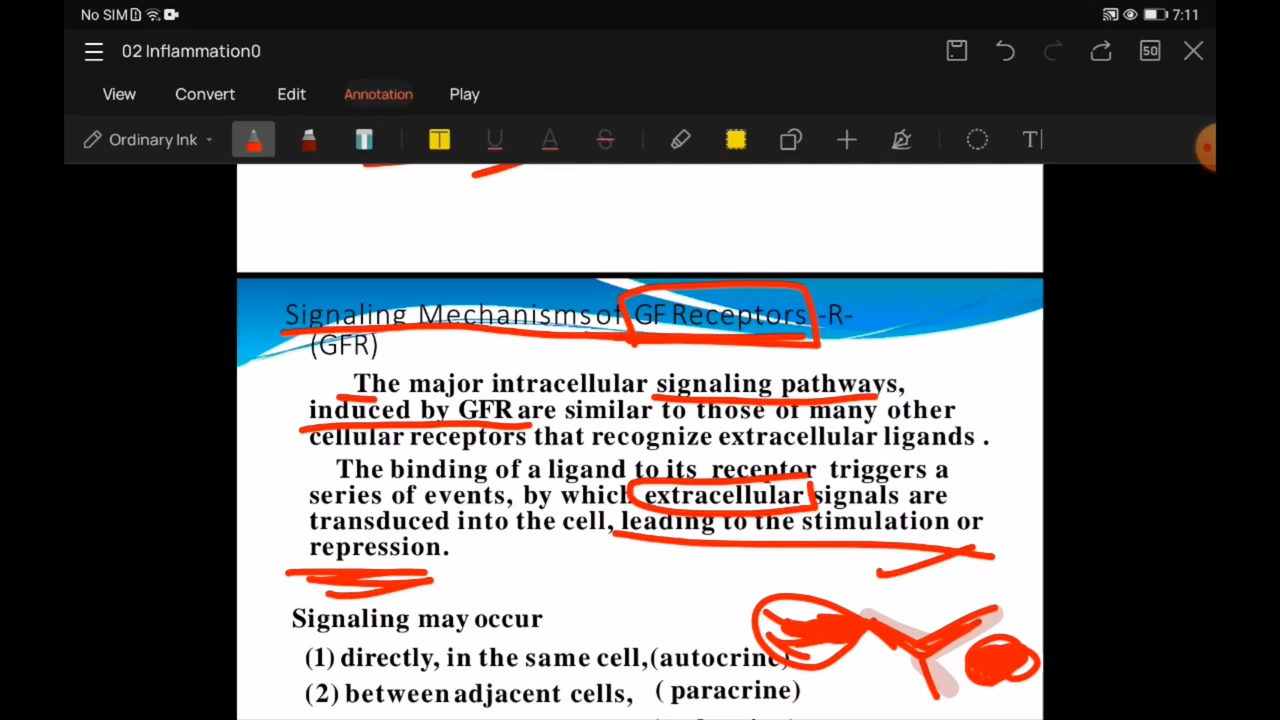 No SIM 7:11
02 Inflammation0 50
View Convert Edit Annotation Play
Ordinary Ink T A T
Signaling Mechanisms of GF Receptors -R-
(GFR)
The major intracellular signaling pathways,
induced by GFR are similar to those of many other
cellular receptors that recognize extracellular ligands .
The binding of a ligand to its receptor triggers a
series of events, by which extracellular signals are
transduced into the cell, leading to the stimulation or
repression.
Signaling may occur
(1) directly, in the same cell,(autocrine)
(2) between adjacent cells, ( paracrine)